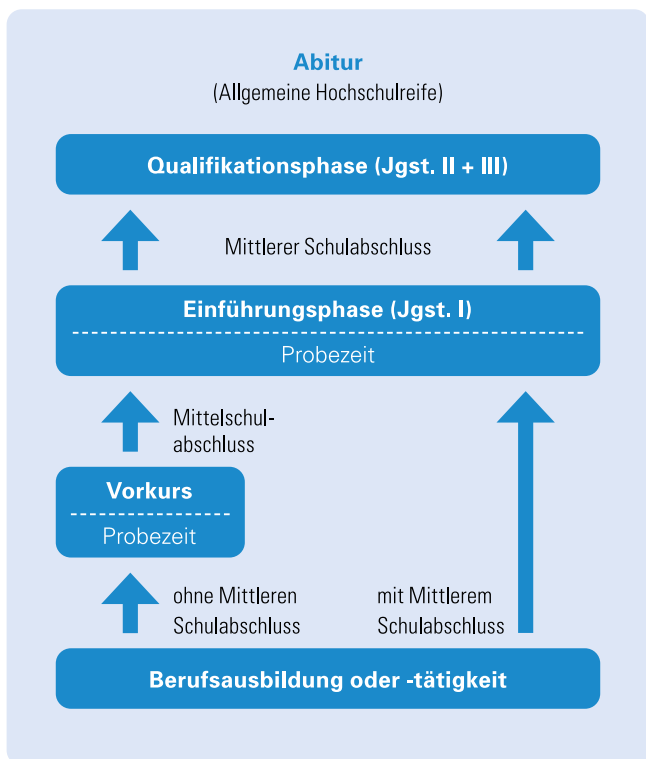 Abitur
(Allgemeine Hochschulreife)
Qualifikationsphase (Jgst. II + III)
Mittlerer Schulabschluss
Einführungsphase (Jgst. I)
Probezeit
Mittelschul-
abschluss
Vorkurs
Probezeit
ohne Mittleren
Schulabschluss
mit Mittlerem
Schulabschluss
Berufsausbildung oder -tätigkeit